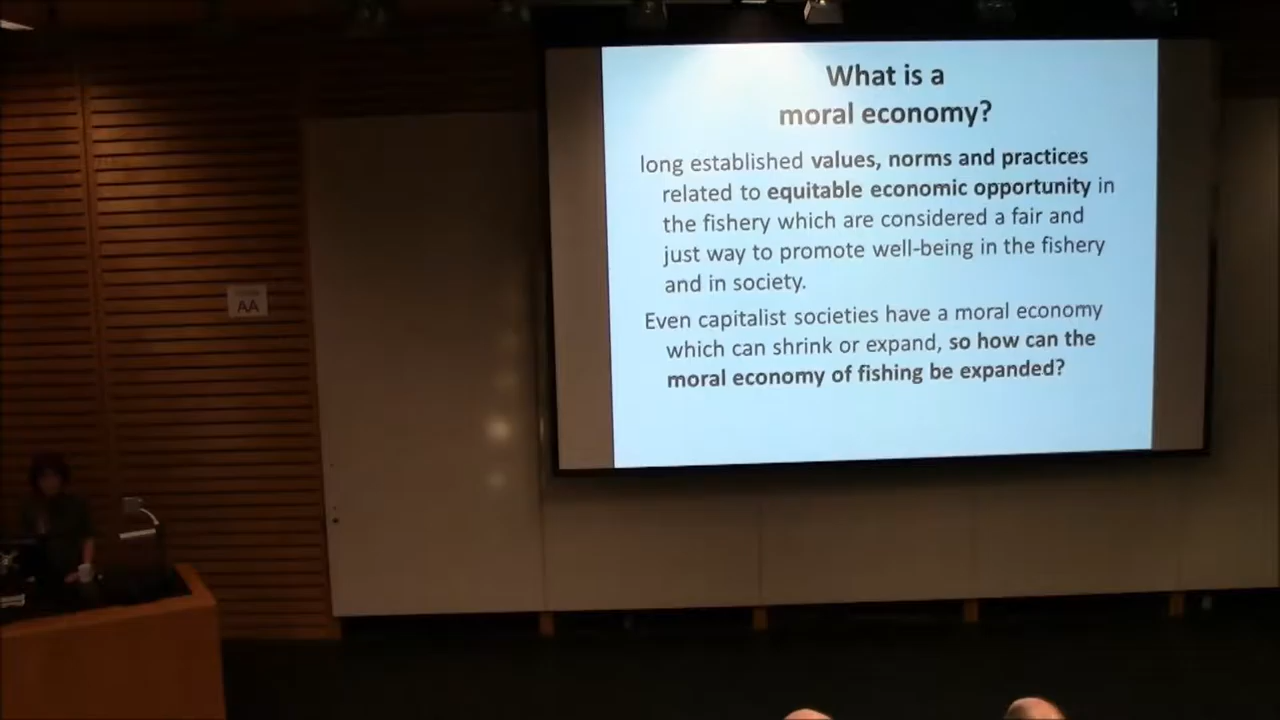 What is a
moral economy?
long established values, norms and practices
related to equitable economic opportunity in
the fishery which are considered a fair and
just way to promote well-being in the fishery
and in society.
Even capitalist societies have a moral economy
which can shrink or expand, so how can the
moral economy of fishing be expanded?
AA